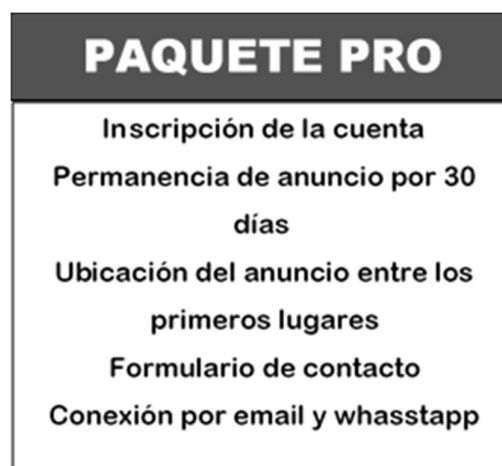 PAQUETE PRO
Inscripción de la cuenta
Permanencia de anuncio por 30
días
Ubicación del anuncio entre los
primeros lugares
Formulario de contacto
Conexión por email y whasstapp